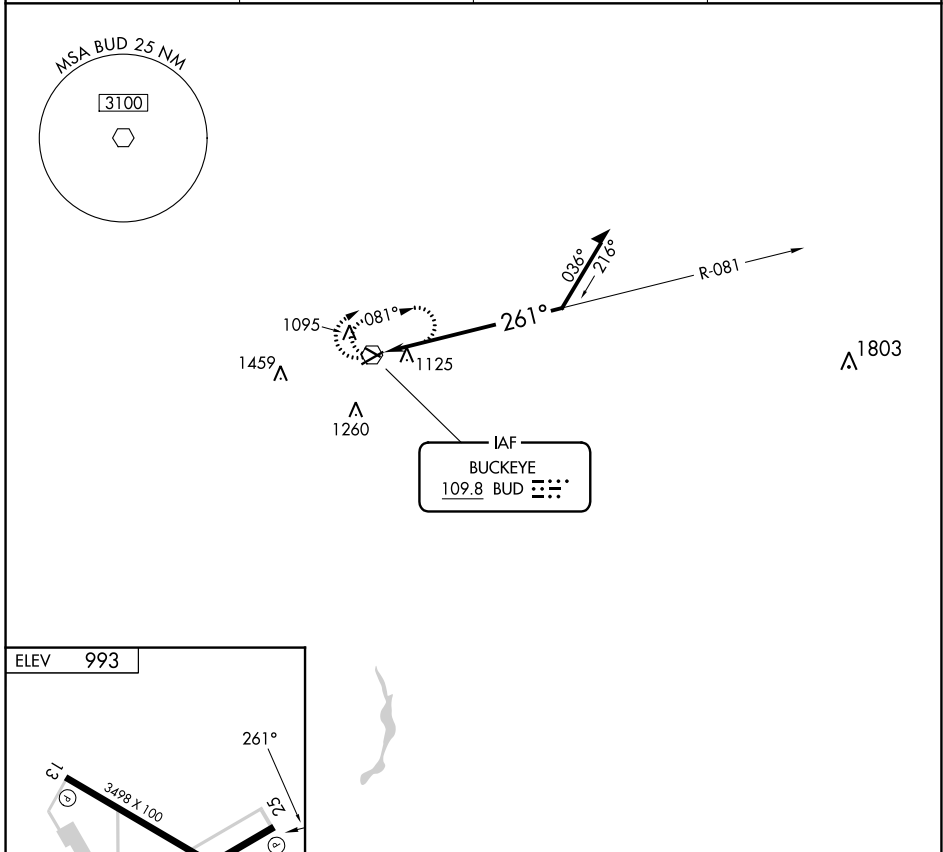 MSA BUD 25 NM
3100
036°
216°
R-081
261°
081°
1095
1125
1459
1803
1260
IAF
BUCKEYE
109.8 BUD
ELEV 993
261°
13
3498 X 100
25
P
P